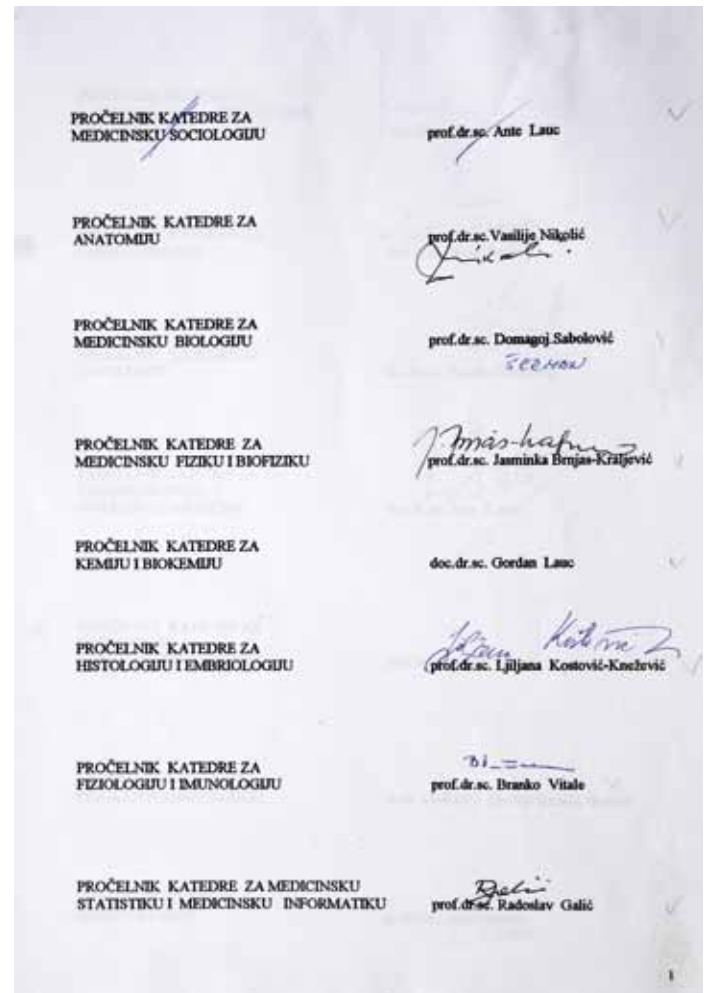 PROČELNIK KATEDRE ZA
MEDICINSKU SOCIOLOGIJU
prof.dr.sc. Ante Lauc
PROČELNIK KATEDRE ZA
ANATOMIJU
prof.dr.sc. Vasilije Nikolić
PROČELNIK KATEDRE ZA
MEDICINSKU BIOLOGIJU
prof.dr.sc. Domagoj Sabolović
PROČELNIK KATEDRE ZA
MEDICINSKU FIZIKU I BIOFIZIKU
prof.dr.sc. Jasminka Brnjas-Kraljević
PROČELNIK KATEDRE ZA
KEMIJU I BIOKEMIJU
doc.dr.sc. Gordan Lauc
PROČELNIK KATEDRE ZA
HISTOLOGIJU I EMBRIOLOGIJU
prof.dr.sc. Ljiljana Kostović-Knežević
PROČELNIK KATEDRE ZA
FIZIOLOGIJU I IMUNOLOGIJU
prof.dr.sc. Branko Vitale
PROČELNIK KATEDRE ZA MEDICINSKU
STATISTIKU I MEDICINSKU INFORMATIKU
prof.dr.sc. Radoslav Galić
1